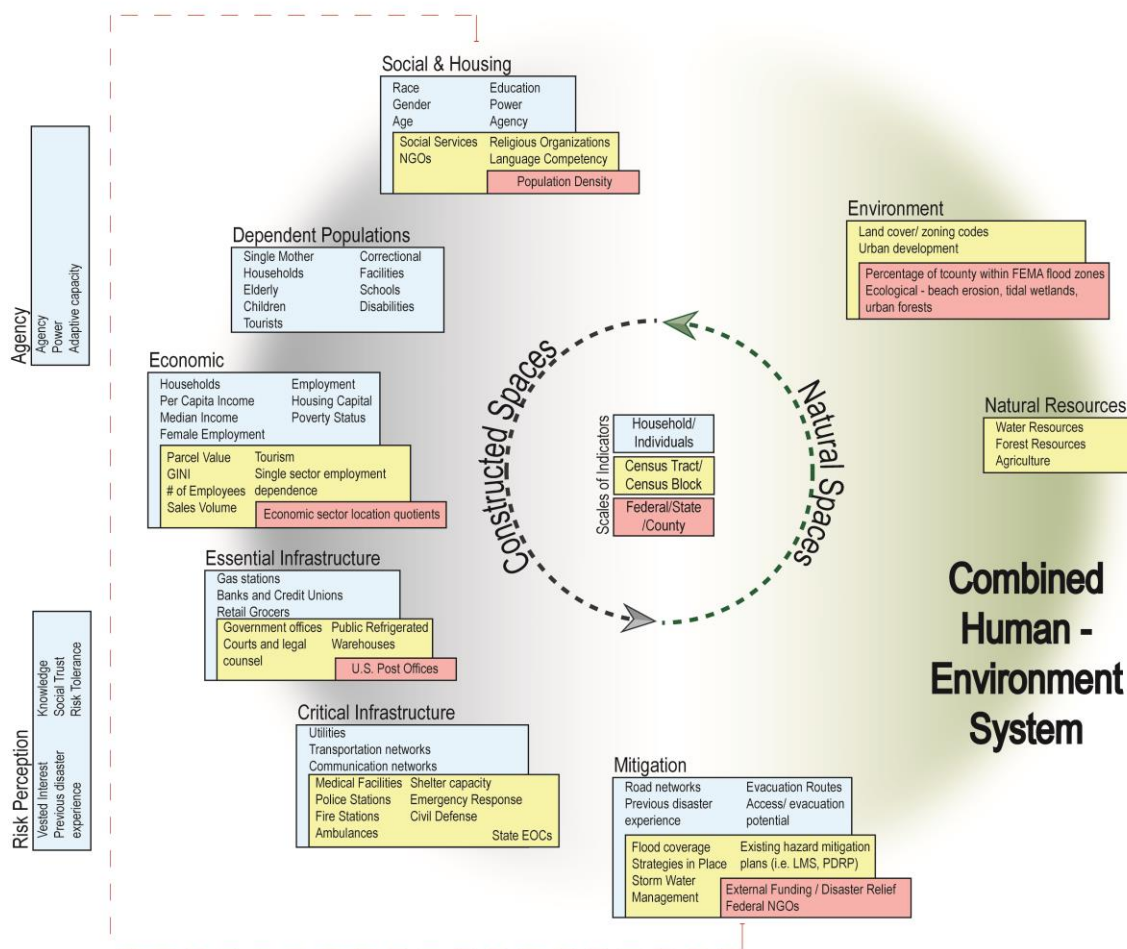 Social & Housing
Race
Gender
Age
Education
Power
Agency
Social Services
NGOs
Religious Organizations
Language Competency
Population Density
Dependent Populations
Single Mother
Households
Elderly
Children
Tourists
Correctional
Facilities
Schools
Disabilities
Economic
Households
Per Capita Income
Median Income
Female Employment
Employment
Housing Capital
Poverty Status
Parcel Value
GINI
# of Employees
Sales Volume
Tourism
Single sector employment
dependence
Economic sector location quotients
Essential Infrastructure
Gas stations
Banks and Credit Unions
Retail Grocers
Government offices
Courts and legal
counsel
Public Refrigerated
Warehouses
U.S. Post Offices
Critical Infrastructure
Utilities
Transportation networks
Communication networks
Medical Facilities
Police Stations
Fire Stations
Ambulances
Shelter capacity
Emergency Response
Civil Defense
State EOCs
Mitigation
Road networks
Previous disaster
experience
Evacuation Routes
Access/ evacuation
potential
Flood coverage
Strategies in Place
Storm Water
Management
Existing hazard mitigation
plans (i.e. LMS, PDRP)
External Funding / Disaster Relief
Federal NGOs
Environment
Land cover/ zoning codes
Urban development
Percentage of tcounty within FEMA flood zones
Ecological - beach erosion, tidal wetlands,
urban forests
Natural Resources
Water Resources
Forest Resources
Agriculture
Agency
Agency
Power
Adaptive capacity
Risk Perception
Vested Interest
Previous disaster
experience
Knowledge
Social Trust
Risk Tolerance
Constructed Spaces
Natural Spaces
Scales of Indicators
Household/
Individuals
Census Tract/
Census Block
Federal/State
/County
Combined
Human -
Environment
System